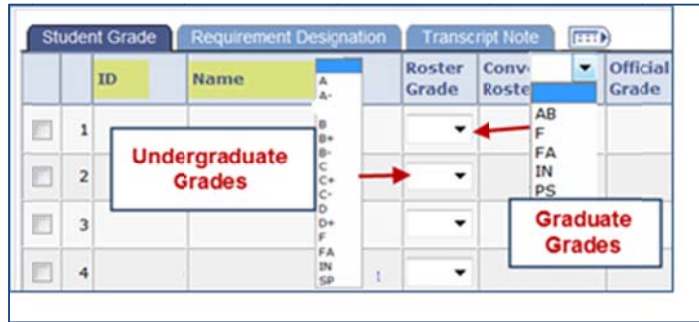 Student Grade Requirement Designation Transcript Note
ID Name Roster Grade Conv Roste Official Grade
A
A-
B
B+
B-
C
C+
C-
D
D+
F
FA
IN
SP
AB
F
FA
IN
PS
1
2
3
4
Undergraduate
Grades
Graduate
Grades